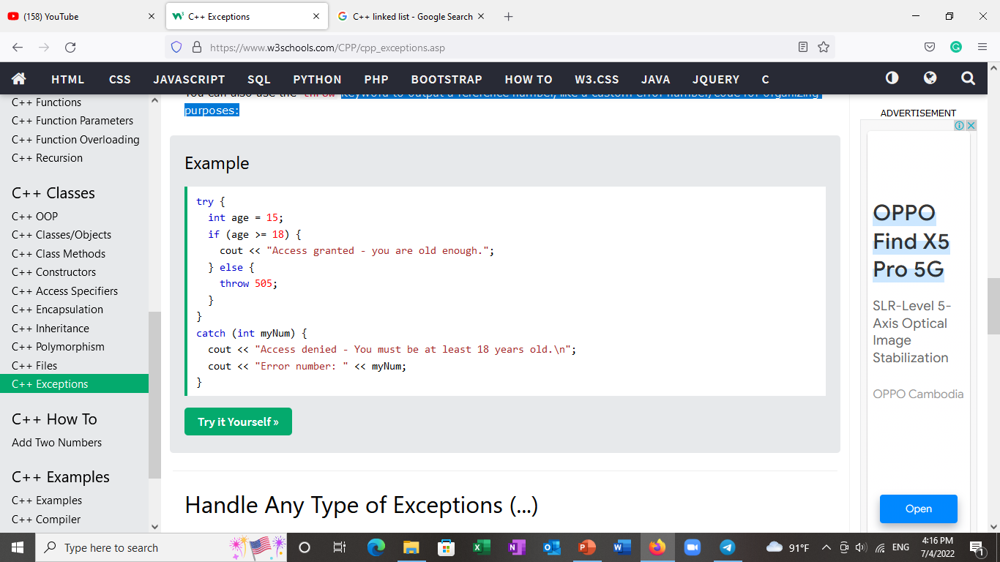 (158) YouTube
C++ Exceptions
C++ linked list - Google Search
https://www.w3schools.com/CPP/cpp_exceptions.asp
HTML CSS JAVASCRIPT SQL PYTHON PHP BOOTSTRAP HOW TO W3.CSS JAVA JQUERY C
C++ Functions
C++ Function Parameters
C++ Function Overloading
C++ Recursion
C++ Classes
C++ OOP
C++ Classes/Objects
C++ Class Methods
C++ Constructors
C++ Access Specifiers
C++ Encapsulation
C++ Inheritance
C++ Polymorphism
C++ Files
C++ Exceptions
C++ How To
Add Two Numbers
C++ Examples
C++ Examples
C++ Compiler
You can also use the throw keyword to output a reference number, like a custom error number/code for organizing
purposes:
Example
try {
  int age = 15;
  if (age >= 18) {
    cout << "Access granted - you are old enough.";
  } else {
    throw 505;
  }
}
catch (int myNum) {
  cout << "Access denied - You must be at least 18 years old.\n";
  cout << "Error number: " << myNum;
}
Try it Yourself »
Handle Any Type of Exceptions (...)
ADVERTISEMENT
OPPO
Find X5
Pro 5G
SLR-Level 5-
Axis Optical
Image
Stabilization
OPPO Cambodia
Open
Type here to search
91°F
ENG
4:16 PM
7/4/2022
1